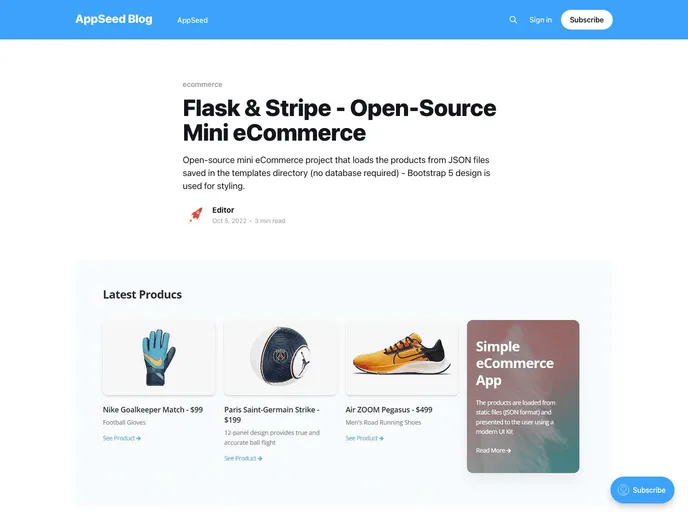 AppSeed Blog
AppSeed
Sign in
Subscribe
ecommerce
Flask & Stripe - Open-Source
Mini eCommerce
Open-source mini eCommerce project that loads the products from JSON files
saved in the templates directory (no database required) - Bootstrap 5 design is
used for styling.
Editor
Oct 5, 2022 • 3 min read
Latest Producs
Nike Goalkeeper Match - $99
Football Gloves
See Product →
Paris Saint-Germain Strike -
$199
12-panel design provides true and
accurate ball flight
See Product →
Air ZOOM Pegasus - $499
Men's Road Running Shoes
See Product →
Simple
eCommerce
App
The products are loaded from
static files (JSON format) and
presented to the user using a
modern UI Kit
Read More →
Subscribe